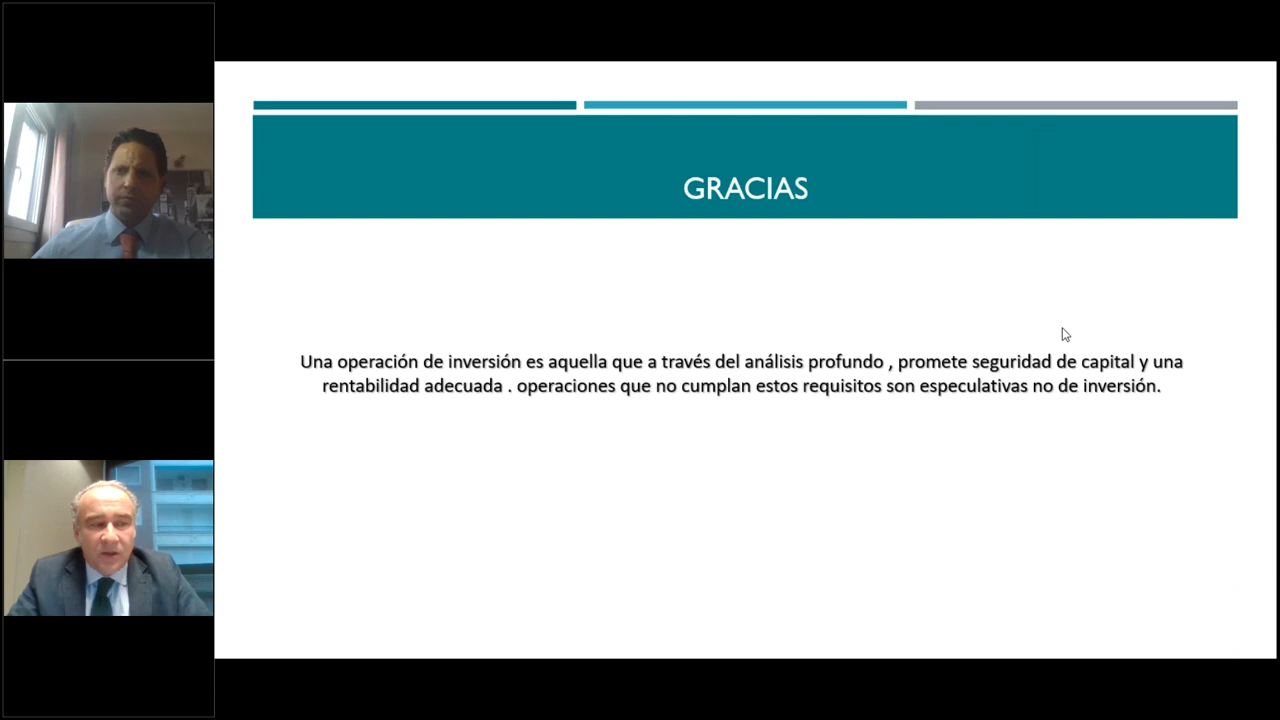 GRACIAS
Una operación de inversión es aquella que a través del análisis profundo , promete seguridad de capital y una
rentabilidad adecuada . operaciones que no cumplan estos requisitos son especulativas no de inversión.